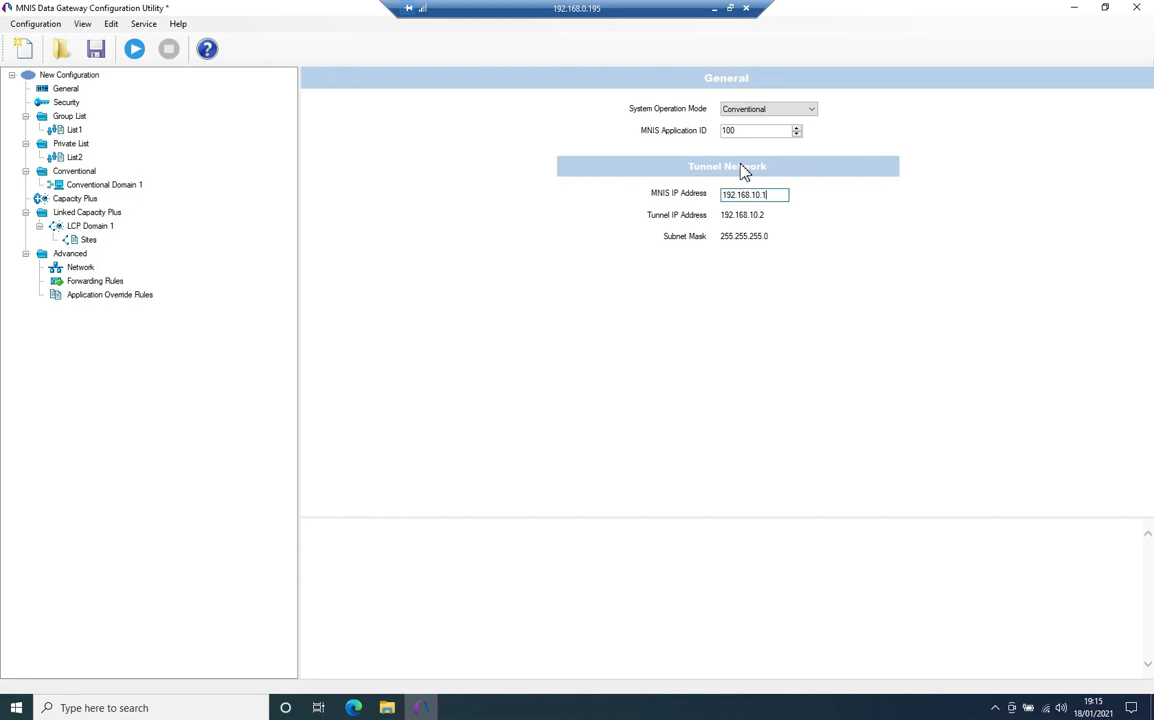 MNIS Data Gateway Configuration Utility *
192.168.0.195
Configuration View Edit Service Help
New Configuration
General
Security
Group List
List1
Private List
List2
Conventional
Conventional Domain 1
Capacity Plus
Linked Capacity Plus
LCP Domain 1
Sites
Advanced
Network
Forwarding Rules
Application Override Rules
General
System Operation Mode Conventional
MNIS Application ID 100
Tunnel Network
MNIS IP Address 192.168.10.1
Tunnel IP Address 192.168.10.2
Subnet Mask 255.255.255.0
Type here to search
19:15
18/01/2021